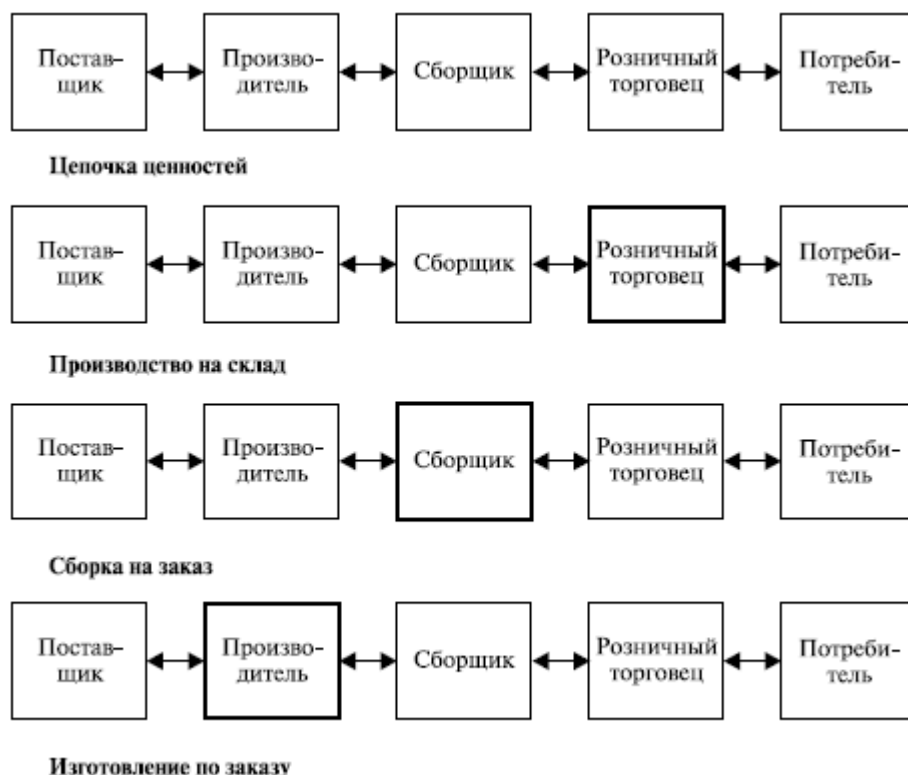 Постав-
щик
Произво-
дитель
Сборщик
Розничный
торговец
Потреби-
тель
Цепочка ценностей
Постав-
щик
Произво-
дитель
Сборщик
Розничный
торговец
Потреби-
тель
Производство на склад
Постав-
щик
Произво-
дитель
Сборщик
Розничный
торговец
Потреби-
тель
Сборка на заказ
Постав-
щик
Произво-
дитель
Сборщик
Розничный
торговец
Потреби-
тель
Изготовление по заказу